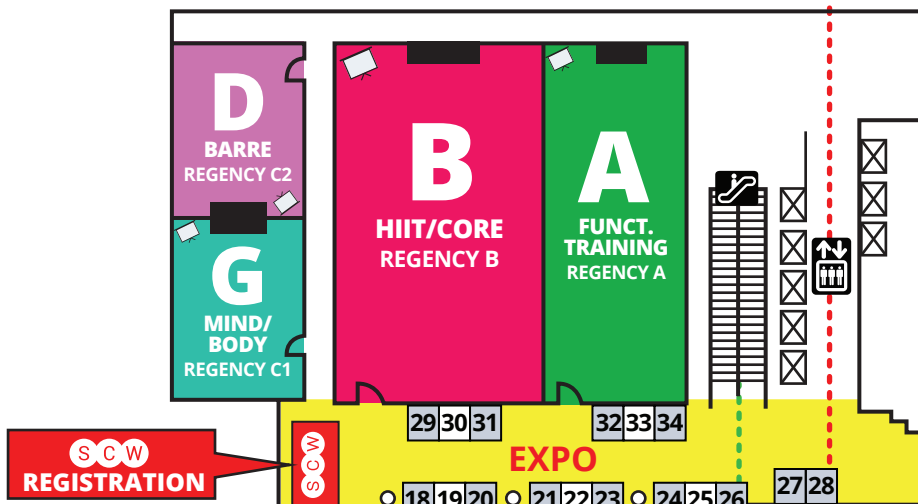 D
BARRE
REGENCY C2
G
MIND/
BODY
REGENCY C1
B
HIIT/CORE
REGENCY B
A
FUNCT.
TRAINING
REGENCY A
29 30 31
32 33 34
EXPO
SCW
REGISTRATION
SCW
18 19 20
21 22 23
24 25 26
27 28